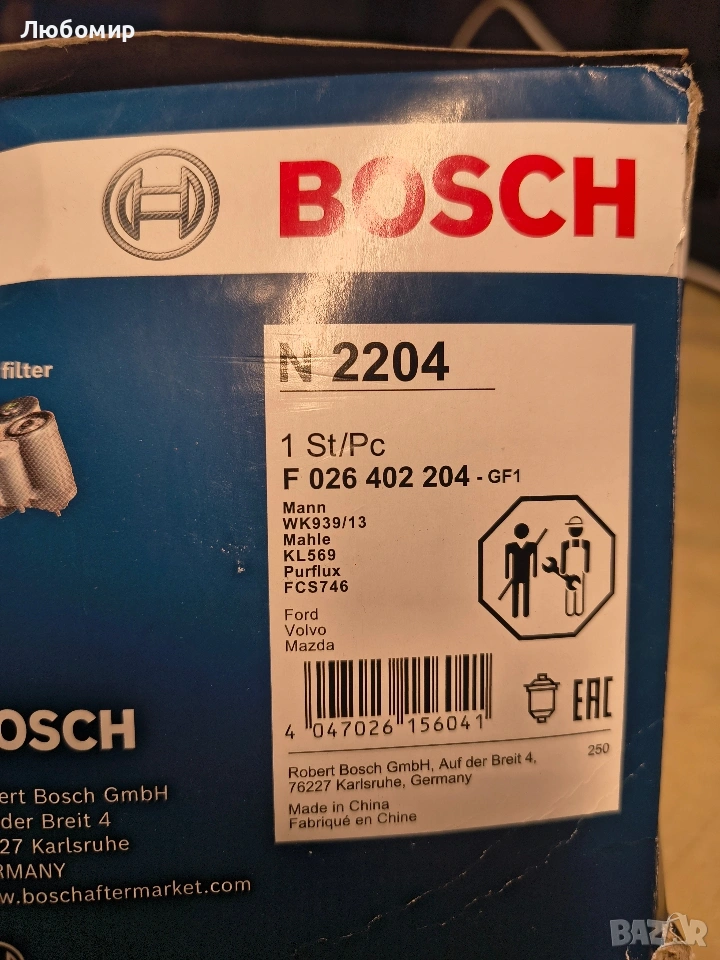 Любомир
BOSCH
filter
N 2204
1 St/Pc
F 026 402 204 - GF1
Mann
WK939/13
Mahle
KL569
Purflux
FCS746
Ford
Volvo
Mazda
4 047026 156041
EAC
Robert Bosch GmbH, Auf der Breit 4,
76227 Karlsruhe, Germany
250
Made in China
Fabriqué en Chine
OSCH
ert Bosch GmbH
der Breit 4
27 Karlsruhe
RMANY
w.boschaftermarket.com
BAZAR